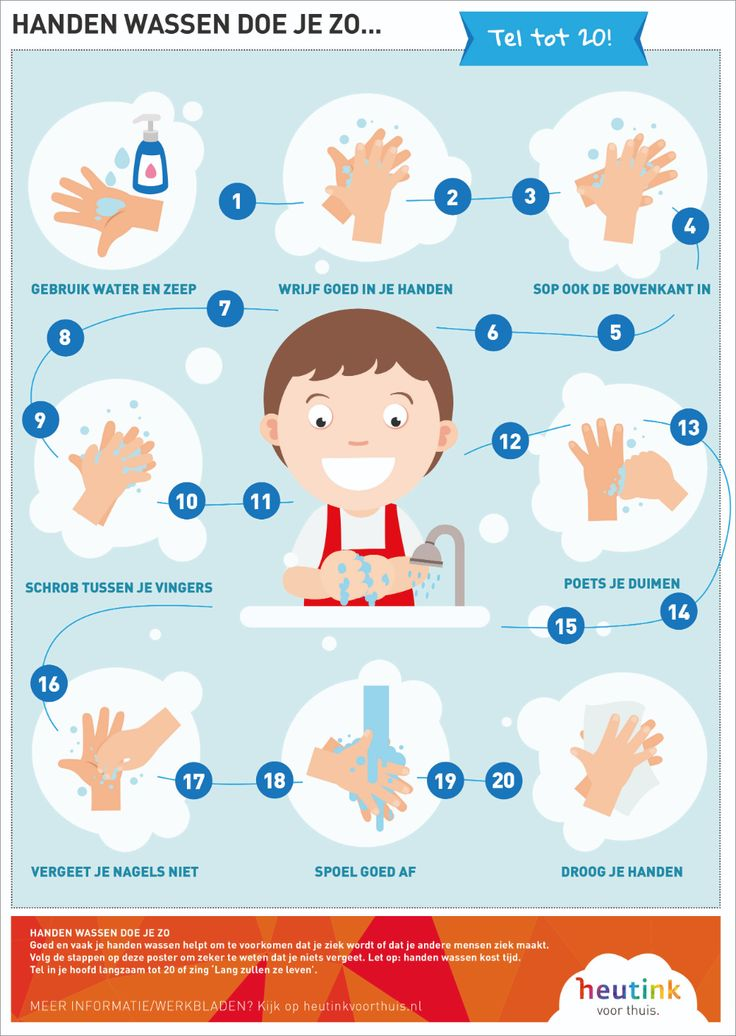 HANDEN WASSEN DOE JE ZO...
Tel tot 20!
1
2
3
4
GEBRUIK WATER EN ZEEP
WRIJF GOED IN JE HANDEN
SOP OOK DE BOVENKANT IN
5
6
7
8
9
10
11
12
13
SCHROB TUSSEN JE VINGERS
POETS JE DUIMEN
14
15
16
17
18
19
20
VERGEET JE NAGELS NIET
SPOEL GOED AF
DROOG JE HANDEN
HANDEN WASSEN DOE JE ZO
Goed en vaak je handen wassen helpt om te voorkomen dat je ziek wordt of dat je andere mensen ziek maakt.
Volg de stappen op deze poster om zeker te weten dat je niets vergeet. Let op: handen wassen kost tijd.
Tel in je hoofd langzaam tot 20 of zing 'Lang zullen ze leven'.
MEER INFORMATIE/WERKBLADEN? Kijk op heutinkvoorthuis.nl
heutink
voor thuis.